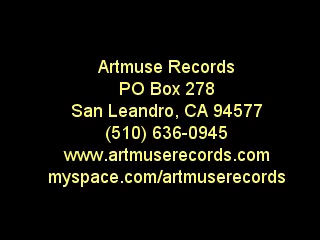 Artmuse Records
PO Box 278
San Leandro, CA 94577
(510) 636-0945
www.artmuserecords.com
myspace.com/artmuserecords